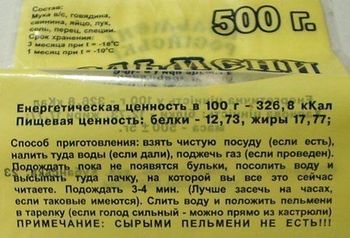 Состав:
Мука в/с, говядина,
свинина, яйцо, лук,
соль, перец, специи.
Срок хранения:
3 месяца при t = -18°С
1 месяц при t = -10°С
500 г.
Энергетическая ценность в 100 г. – 326,8 кКал
Пищевая ценность: белки – 12,73, жиры 17,77;
Способ приготовления: взять чистую посуду (если есть),
налить туда воды (если дали), поджечь газ (если проведен).
Подождать пока не появятся бульки, посолить воду и
высыпать туда пачку, на которой вы все это сейчас
читаете. Подождать 3-4 мин. (Лучше засечь на часах,
если таковые имеются). Слить воду и положить пельмени
в тарелку (если голод сильный - можно прямо из кастрюли)
ПРИМЕЧАНИЕ: СЫРЫМИ ПЕЛЬМЕНИ НЕ ЕСТЬ!!!